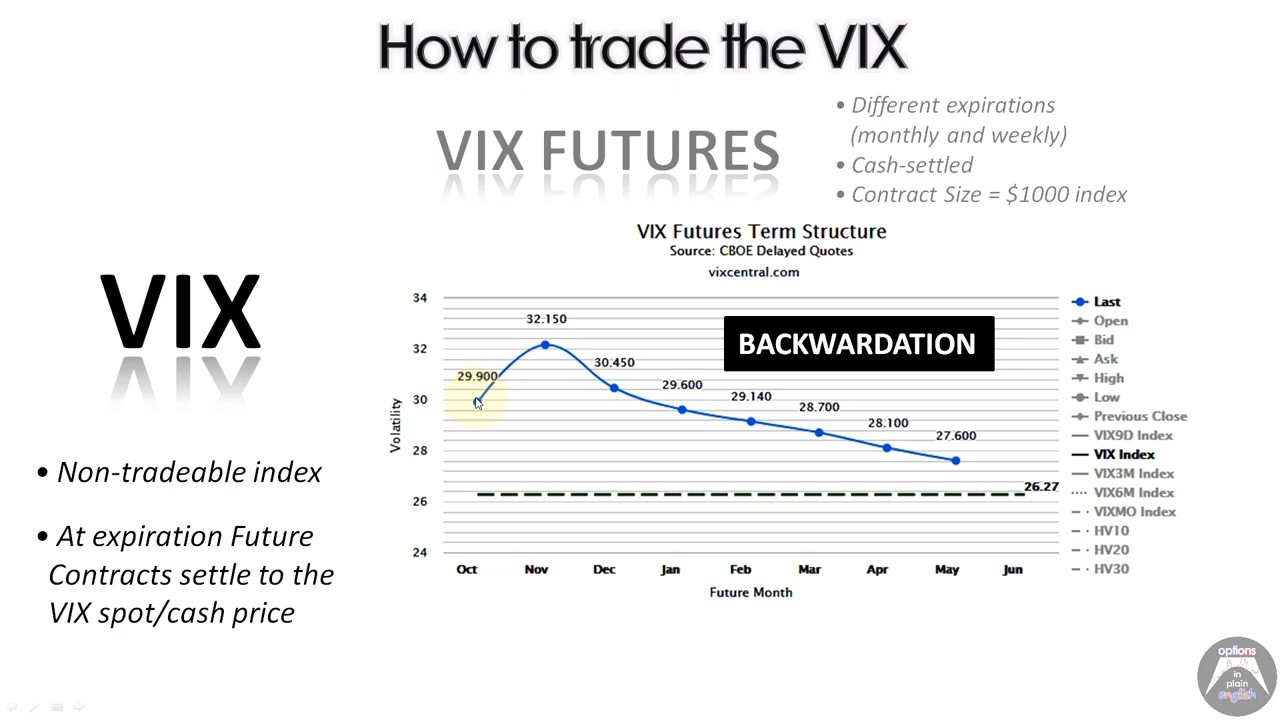 How to trade the VIX
VIX FUTURES
• Different expirations
(monthly and weekly)
• Cash-settled
• Contract Size = $1000 index
VIX
• Non-tradeable index
• At expiration Future
Contracts settle to the
VIX spot/cash price
VIX Futures Term Structure
Source: CBOE Delayed Quotes
vixcentral.com
BACKWARDATION
34
32
30
28
26
24
Volatility
29.900
32.150
30.450
29.600
29.140
28.700
28.100
27.600
26.27
Oct Nov Dec Jan Feb Mar Apr May Jun
Future Month
Last
Open
Bid
Ask
High
Low
Previous Close
VIX9D Index
VIX Index
VIX3M Index
VIX6M Index
VIXMO Index
HV10
HV20
HV30
options
in
plain
english